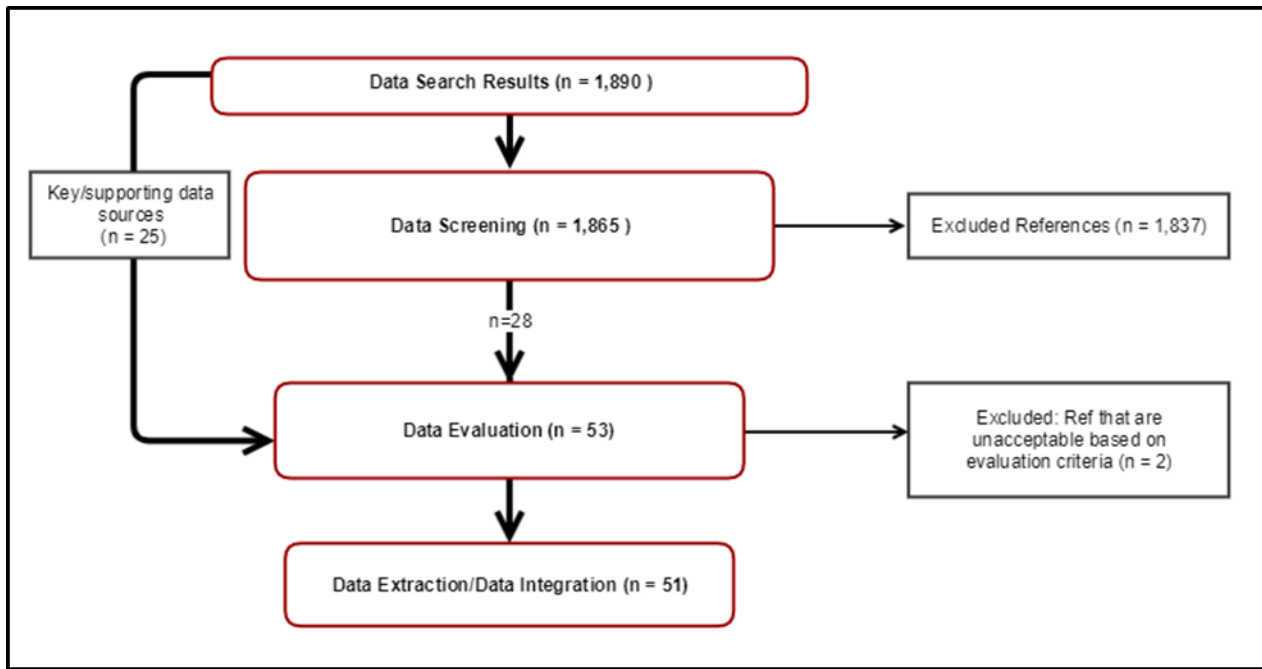 Data Search Results (n = 1,890 )
Key/supporting data
sources
(n = 25)
Data Screening (n = 1,865 )
Excluded References (n = 1,837)
n=28
Data Evaluation (n = 53)
Excluded: Ref that are
unacceptable based on
evaluation criteria (n = 2)
Data Extraction/Data Integration (n = 51)